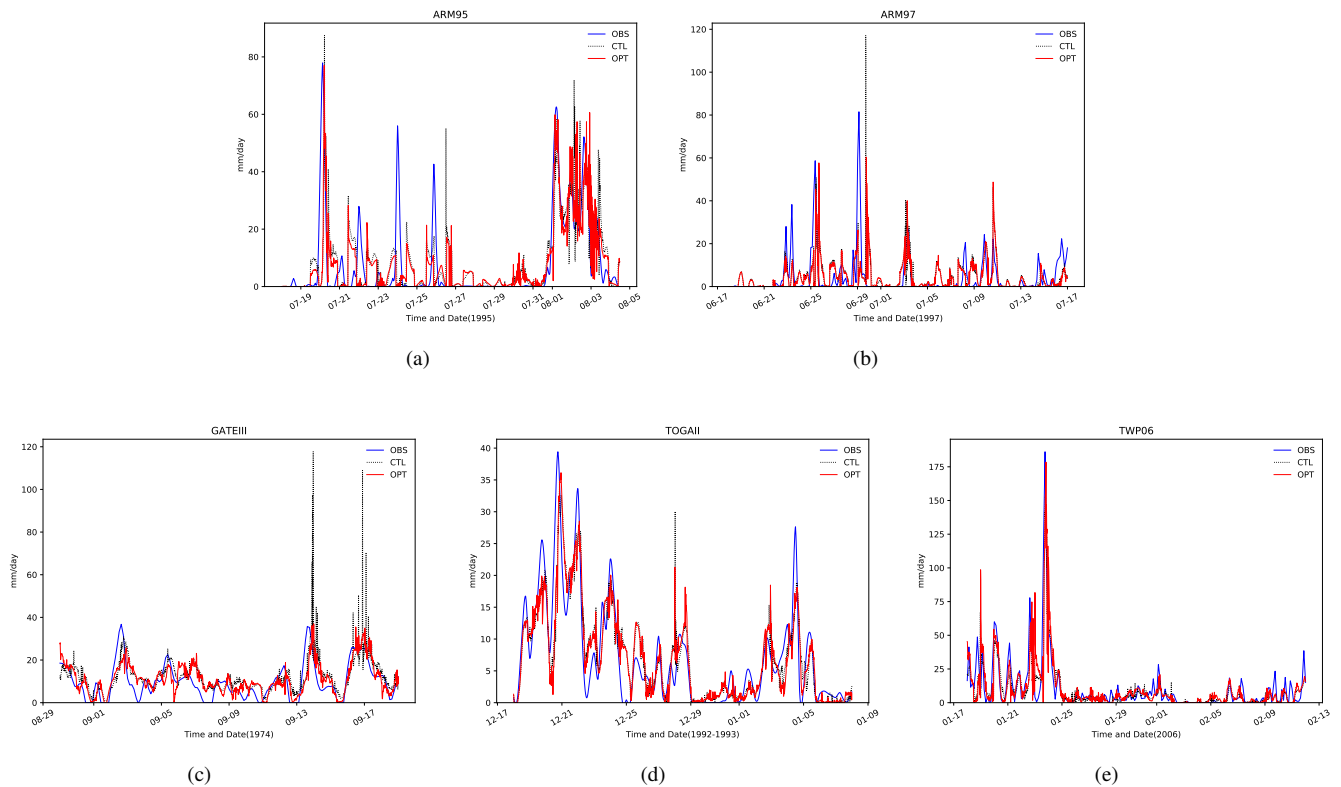 ARM95
OBS
CTL
OPT
mm/day
80
60
40
20
0
07-19
07-21
07-23
07-25
07-27
07-29
07-31
08-01
08-03
08-05
Time and Date(1995)
(a)
ARM97
OBS
CTL
OPT
mm/day
120
100
80
60
40
20
0
06-17
06-21
06-25
06-29
07-01
07-05
07-09
07-13
07-17
Time and Date(1997)
(b)
GATEIII
OBS
CTL
OPT
mm/day
120
100
80
60
40
20
0
08-29
09-01
09-05
09-09
09-13
09-17
Time and Date(1974)
(c)
TOGAII
OBS
CTL
OPT
mm/day
40
35
30
25
20
15
10
5
0
12-17
12-21
12-25
12-29
01-01
01-05
01-09
Time and Date(1992-1993)
(d)
TWP06
OBS
CTL
OPT
mm/day
175
150
125
100
75
50
25
0
01-17
01-21
01-25
01-29
02-01
02-05
02-09
02-13
Time and Date(2006)
(e)